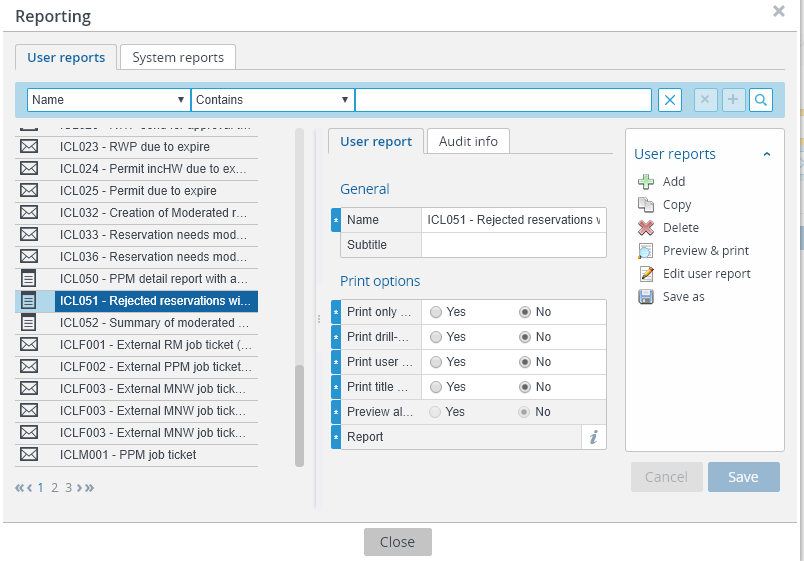 Reporting
User reports
System reports
Name
Contains
ICL023 - RWP due to expire
ICL024 - Permit incHW due to ex...
ICL025 - Permit due to expire
ICL032 - Creation of Moderated r...
ICL033 - Reservation needs mod...
ICL036 - Reservation needs mod...
ICL050 - PPM detail report with a...
ICL051 - Rejected reservations wi...
ICL052 - Summary of moderated ...
ICLF001 - External RM job ticket (...
ICLF002 - External PPM job ticket...
ICLF003 - External MNW job tick...
ICLF003 - External MNW job tick...
ICLF003 - External MNW job tick...
ICLM001 - PPM job ticket
« ‹ 1 2 3 › »
User report
Audit info
General
* Name ICL051 - Rejected reservations w
Subtitle
Print options
* Print only ... Yes No
* Print drill-... Yes No
* Print user ... Yes No
* Print title ... Yes No
* Preview al... Yes No
* Report i
User reports
Add
Copy
Delete
Preview & print
Edit user report
Save as
Cancel
Save
Close